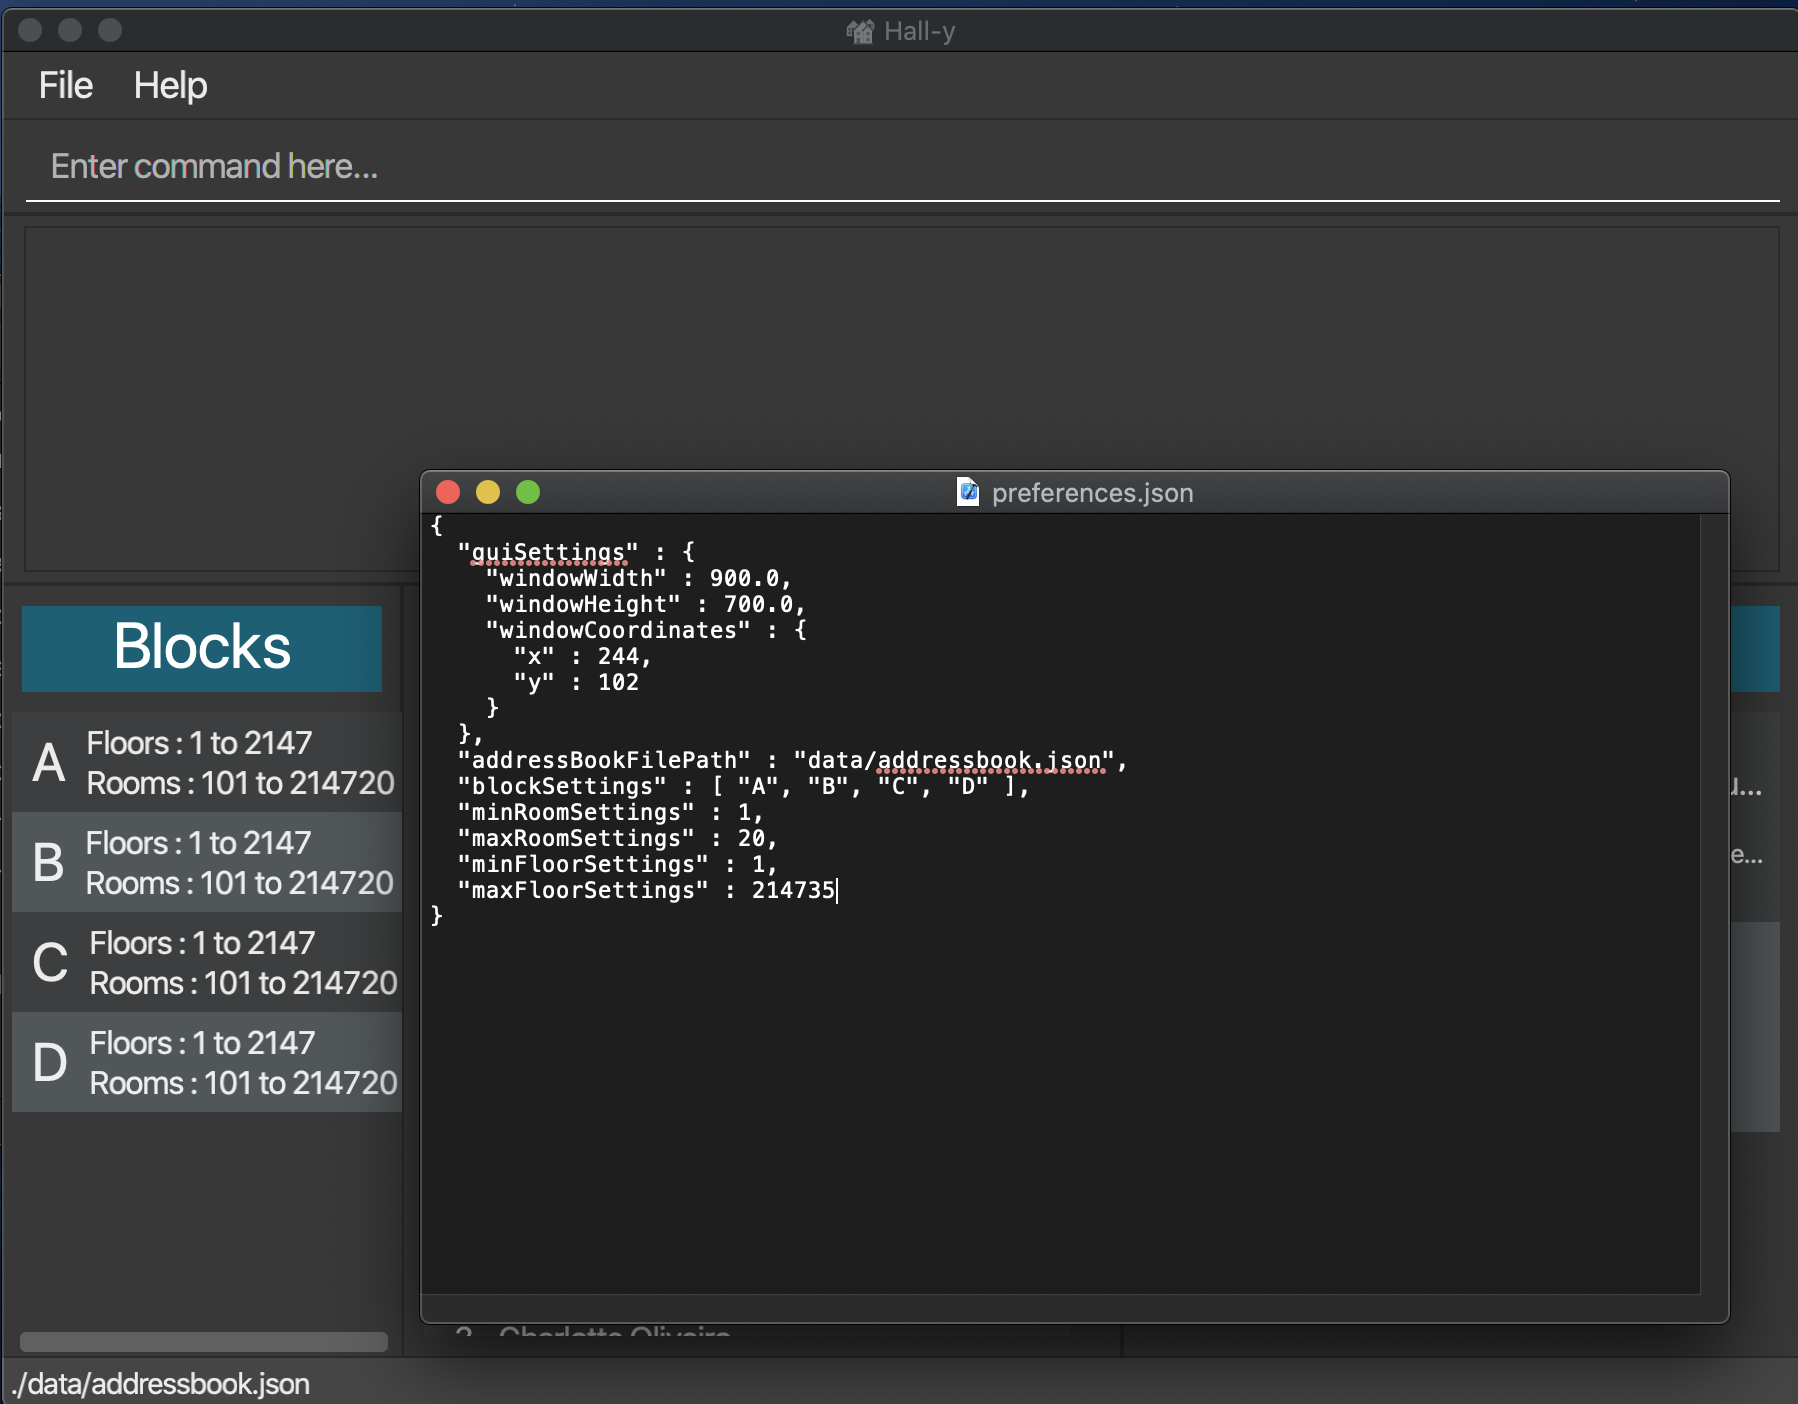 Hall-y
File Help
Enter command here...
preferences.json
{
"guiSettings" : {
"windowWidth" : 900.0,
"windowHeight" : 700.0,
"windowCoordinates" : {
"x" : 244,
"y" : 102
}
},
"addressBookFilePath" : "data/addressbook.json",
"blockSettings" : [ "A", "B", "C", "D" ],
"minRoomSettings" : 1,
"maxRoomSettings" : 20,
"minFloorSettings" : 1,
"maxFloorSettings" : 214735
}
Blocks
A
Floors : 1 to 2147
Rooms : 101 to 214720
B
Floors : 1 to 2147
Rooms : 101 to 214720
C
Floors : 1 to 2147
Rooms : 101 to 214720
D
Floors : 1 to 2147
Rooms : 101 to 214720
e...
Charlotte Oliveiro
./data/addressbook.json